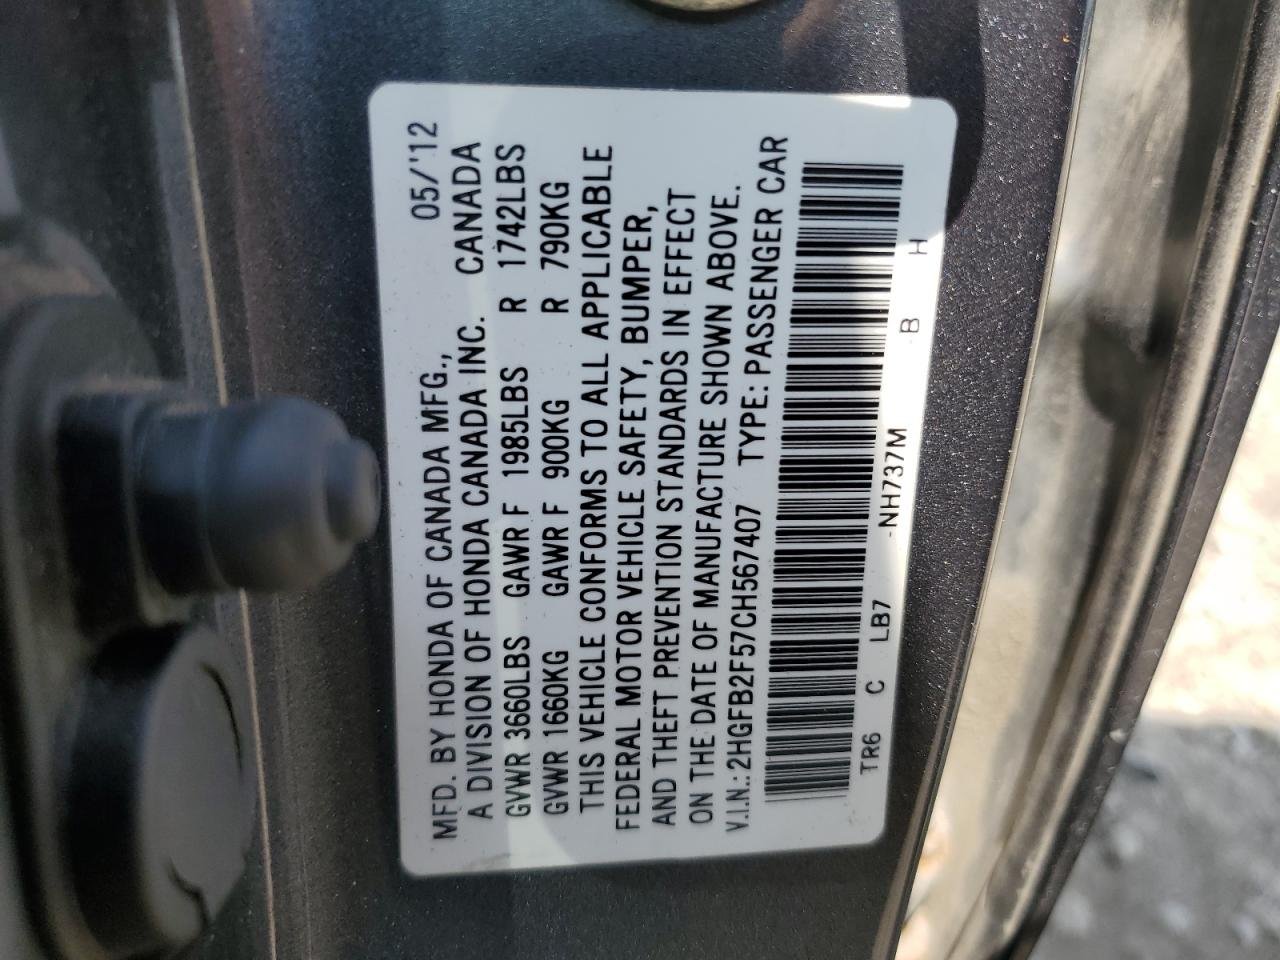 MFD. BY HONDA OF CANADA MFG., 05/'12
A DIVISION OF HONDA CANADA INC. CANADA
GVWR 3660LBS GAWR F 1985LBS R 1742LBS
GVWR 1660KG GAWR F 900KG R 790KG
THIS VEHICLE CONFORMS TO ALL APPLICABLE
FEDERAL MOTOR VEHICLE SAFETY, BUMPER,
AND THEFT PREVENTION STANDARDS IN EFFECT
ON THE DATE OF MANUFACTURE SHOWN ABOVE.
V.I.N.: 2HGFB2F57CH567407 TYPE: PASSENGER CAR
TR6 C LB7 -NH737M -B H